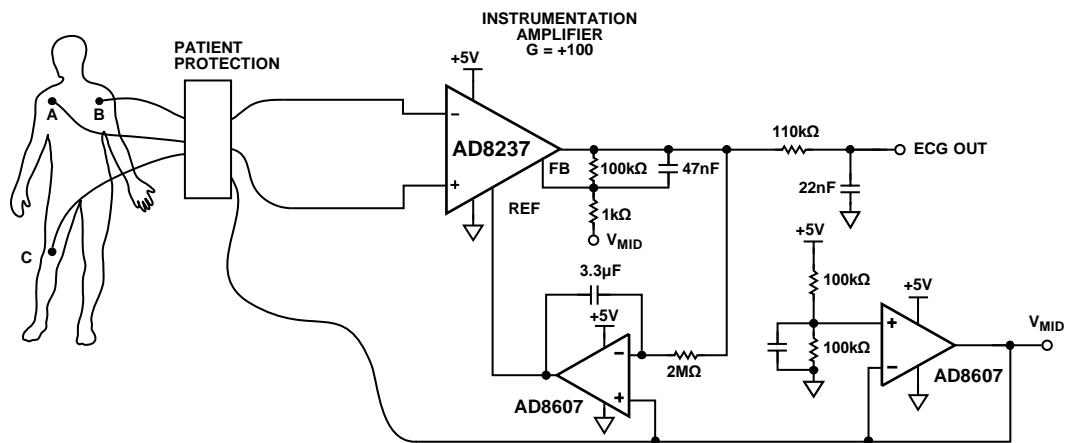 INSTRUMENTATION
AMPLIFIER
G = +100
PATIENT
PROTECTION
+5V
A
B
C
−
+
AD8237
FB
REF
100kΩ
47nF
1kΩ
VMID
110kΩ
ECG OUT
22nF
3.3µF
+5V
−
+
2MΩ
AD8607
+5V
100kΩ
100kΩ
+5V
+
−
AD8607
VMID